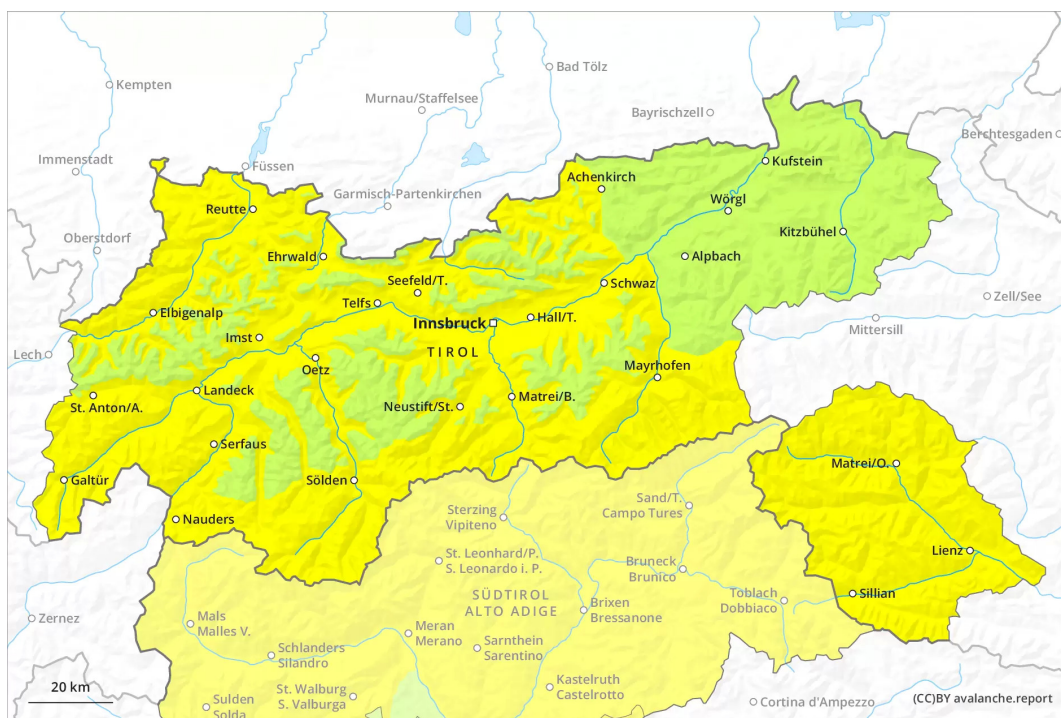 Bad Tölz
Kempten
Murnau/Staffelsee
Bayrischzell
Berchtesgaden
Immenstadt
Füssen
Kufstein
Achenkirch
Garmisch-Partenkirchen
Wörgl
Reutte
Kitzbühel
Oberstdorf
Ehrwald
Alpbach
Seefeld/T.
Schwaz
Zell/See
Telfs
Elbigenalp
Hall/T.
Innsbruck
Mittersill
Imst
Lech
TIROL
Oetz
Mayrhofen
Landeck
St. Anton/A.
Neustift/St.
Matrei/B.
Serfaus
Matrei/O.
Galtür
Sölden
Sand/T.
Campo Tures
Sterzing
Vipiteno
Nauders
Lienz
St. Leonhard/P.
S. Leonardo i. P.
Bruneck
Brunico
SÜDTIROL
ALTO ADIGE
Sillian
Toblach
Dobbiaco
Brixen
Bressanone
Zernez
Mals
Malles V.
Meran
Merano
Sarnthein
Sarentino
Schlanders
Silandro
Kastelruth
Castelrotto
20 km
St. Walburg
S. Valburga
Sulden
Solda
Cortina d'Ampezzo
(CC)BY avalanche.report